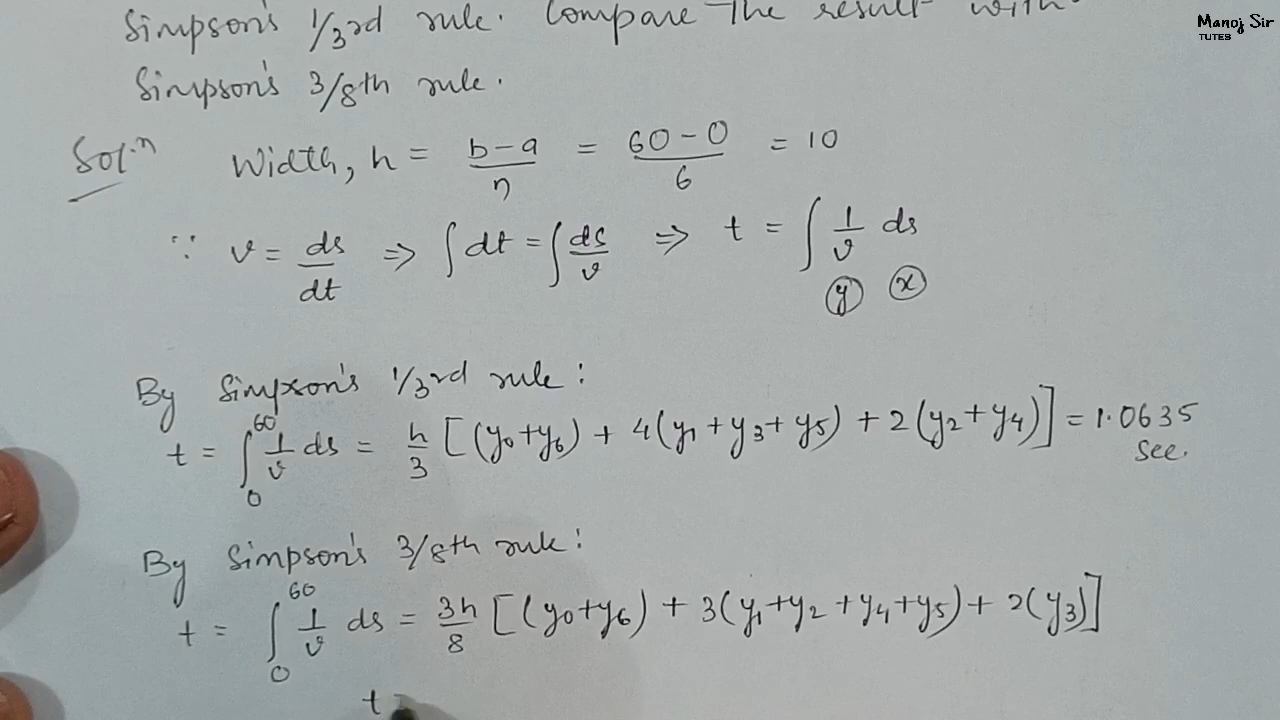 Simpson's 1/3rd rule. Compare the result with
Manoj Sir
TUTES
Simpson's 3/8th rule.
Solⁿ Width, h = b-a/n = 60-0/6 = 10
∵ v = ds/dt ⇒ ∫dt = ∫ds/v ⇒ t = ∫ 1/v ds
y x
By Simpson's 1/3rd rule:
t = ∫₀⁶⁰ 1/v ds = h/3 [(y₀+y₆) + 4(y₁+y₃+y₅) + 2(y₂+y₄)] = 1.0635
Sec.
By Simpson's 3/8th rule:
t = ∫₀⁶⁰ 1/v ds = 3h/8 [(y₀+y₆) + 3(y₁+y₂+y₄+y₅) + 2(y₃)]
t =